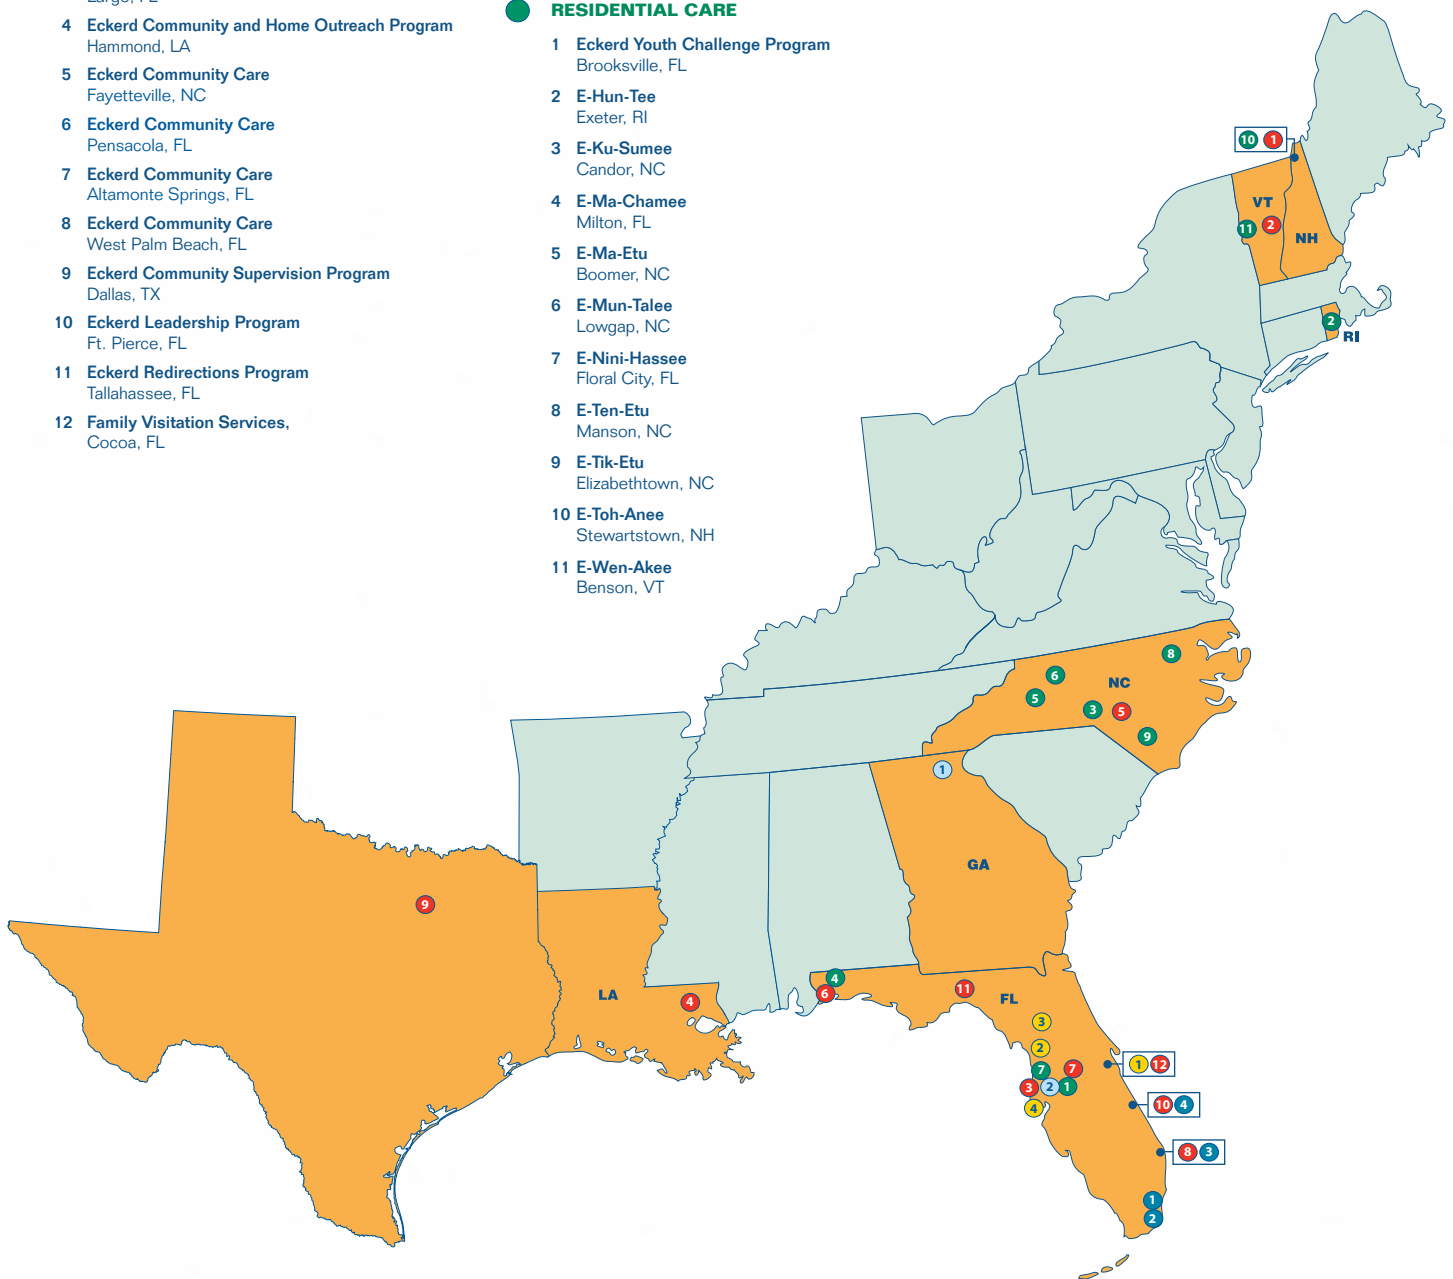 Largo, FL
4 Eckerd Community and Home Outreach Program
Hammond, LA
5 Eckerd Community Care
Fayetteville, NC
6 Eckerd Community Care
Pensacola, FL
7 Eckerd Community Care
Altamonte Springs, FL
8 Eckerd Community Care
West Palm Beach, FL
9 Eckerd Community Supervision Program
Dallas, TX
10 Eckerd Leadership Program
Ft. Pierce, FL
11 Eckerd Redirections Program
Tallahassee, FL
12 Family Visitation Services,
Cocoa, FL
RESIDENTIAL CARE
1 Eckerd Youth Challenge Program
Brooksville, FL
2 E-Hun-Tee
Exeter, RI
3 E-Ku-Sumee
Candor, NC
4 E-Ma-Chamee
Milton, FL
5 E-Ma-Etu
Boomer, NC
6 E-Mun-Talee
Lowgap, NC
7 E-Nini-Hassee
Floral City, FL
8 E-Ten-Etu
Manson, NC
9 E-Tik-Etu
Elizabethtown, NC
10 E-Toh-Anee
Stewartstown, NH
11 E-Wen-Akee
Benson, VT
10 1
VT
11 2
NH
2
RI
8
6
NC
5
3 5
9
1
GA
9
LA
4
4
6
11
FL
3
2
7 7
3 2 1
4
1 12
10 4
8 3
1
2